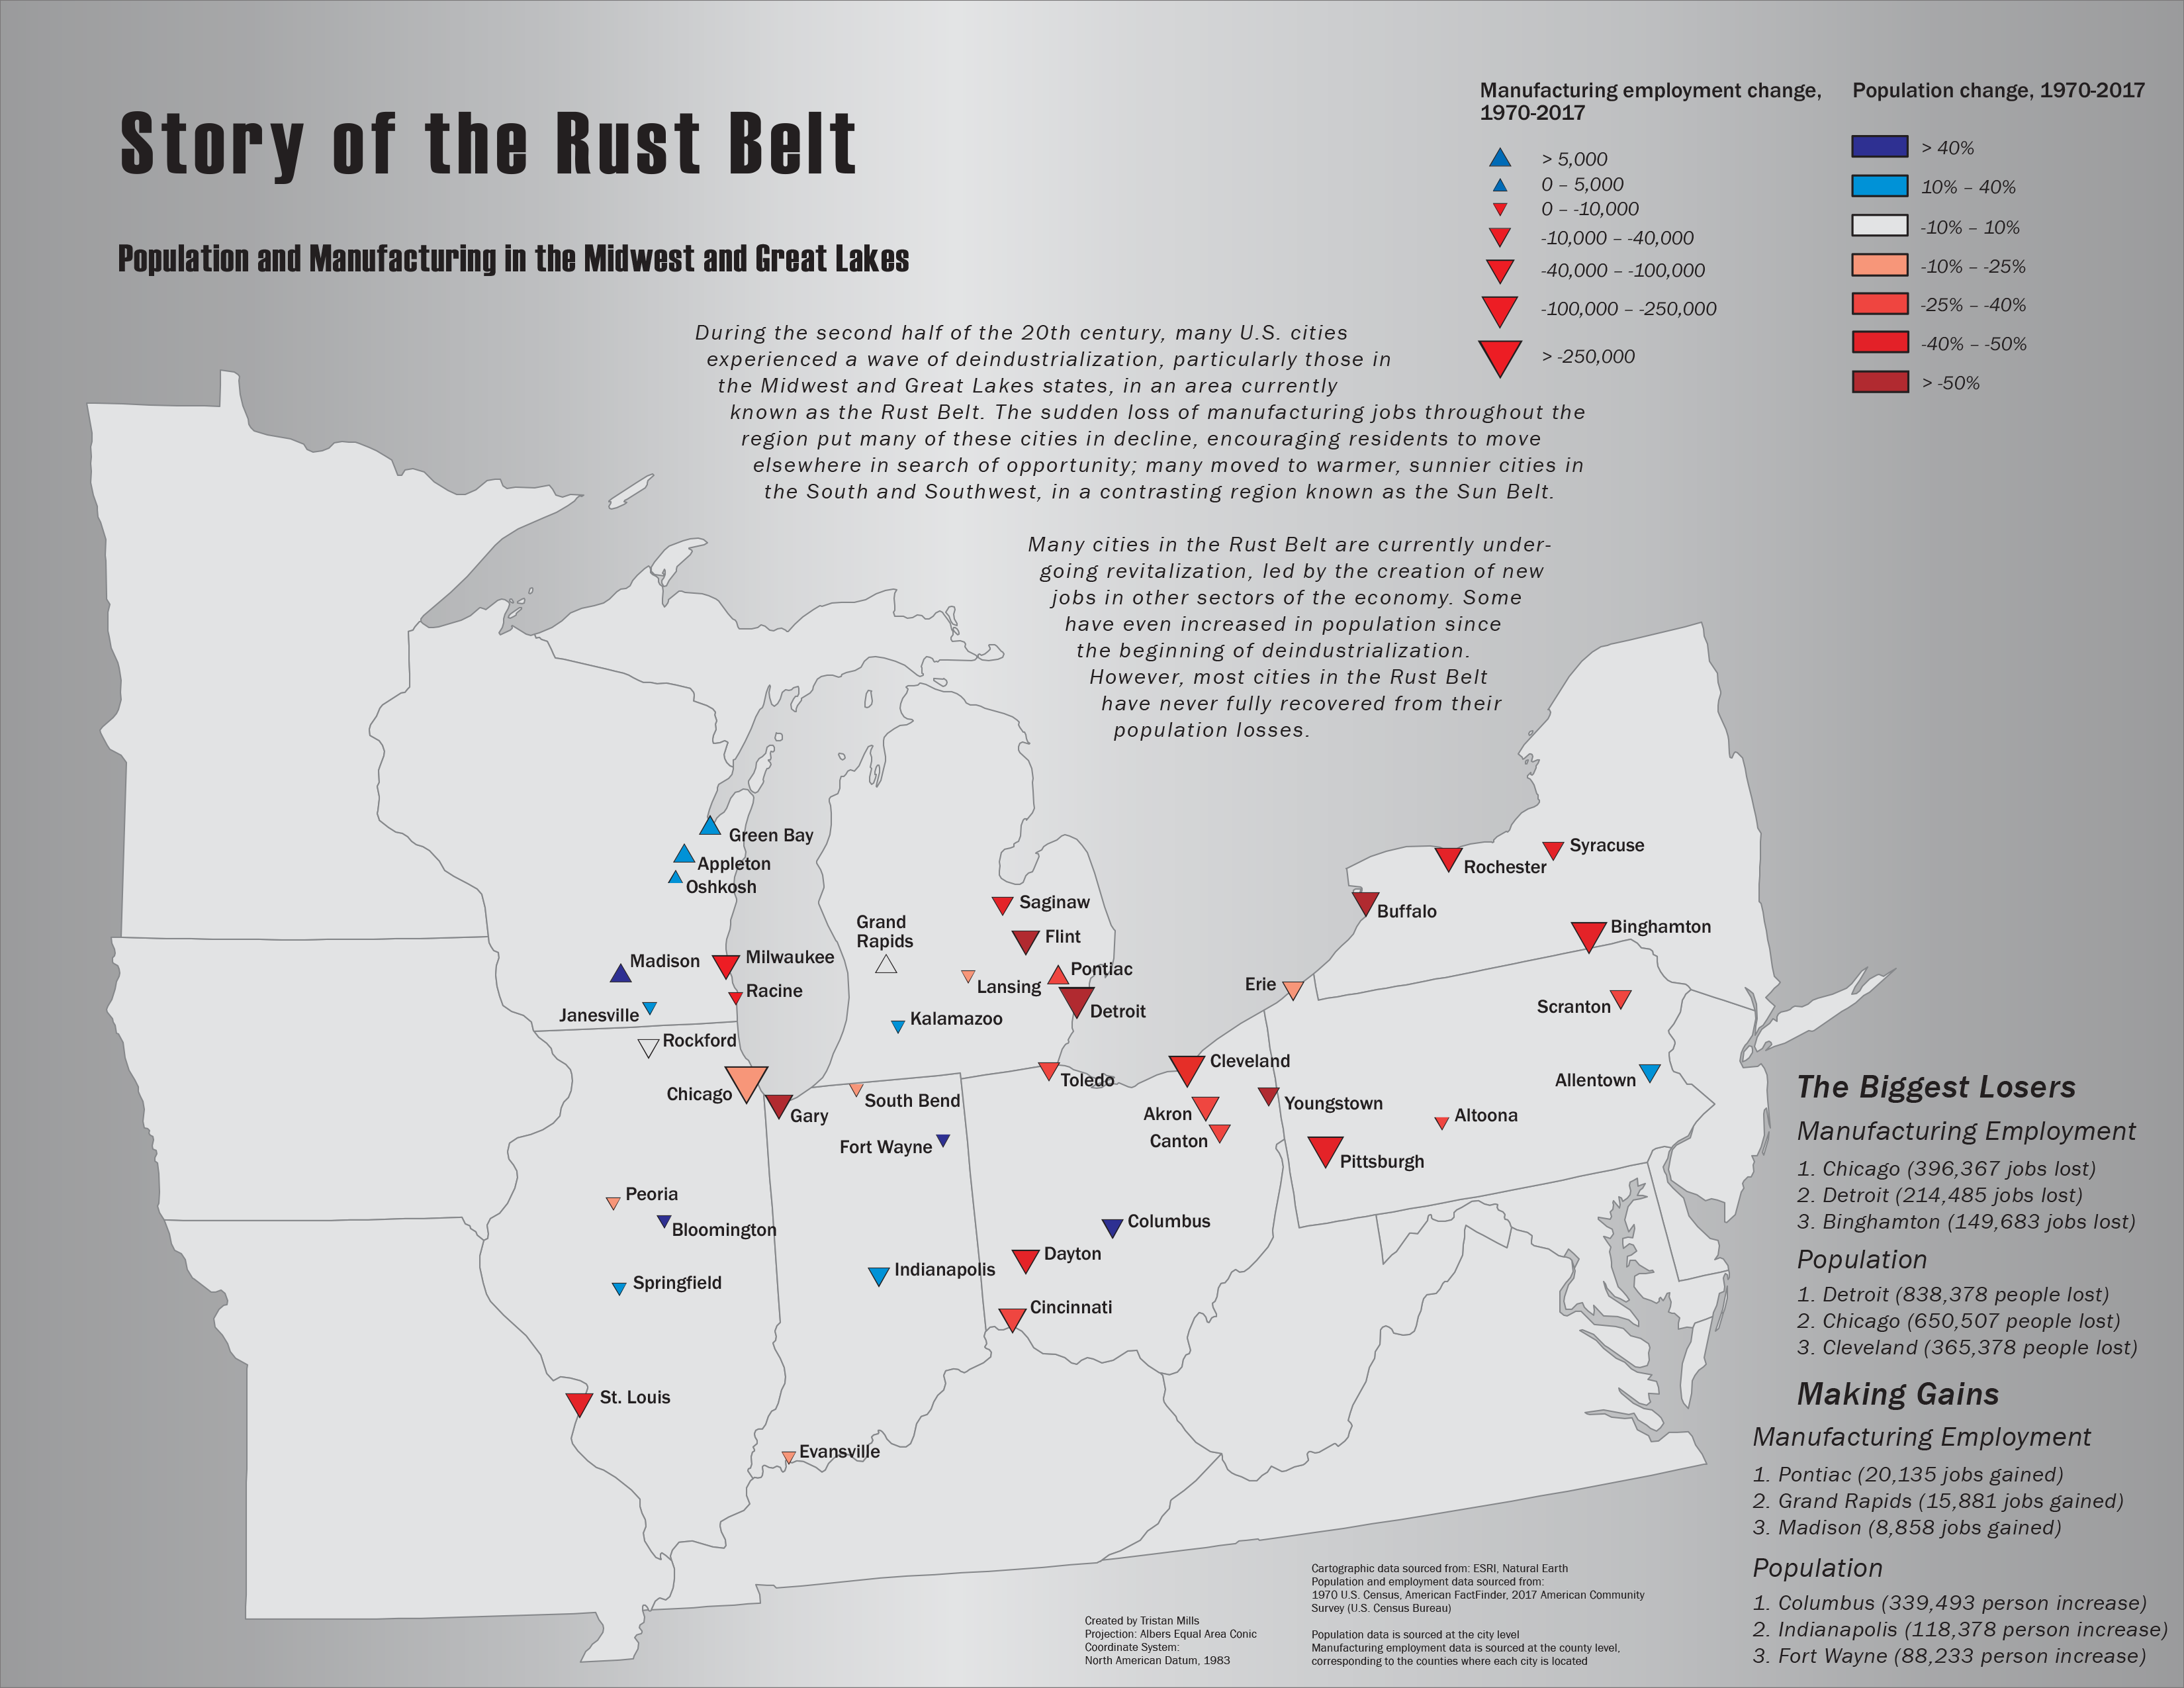 Story of the Rust Belt
Population and Manufacturing in the Midwest and Great Lakes
Manufacturing employment change,
1970-2017
> 5,000
0 – 5,000
0 – -10,000
-10,000 – -40,000
-40,000 – -100,000
-100,000 – -250,000
> -250,000
Population change, 1970-2017
> 40%
10% – 40%
-10% – 10%
-10% – -25%
-25% – -40%
-40% – -50%
> -50%
During the second half of the 20th century, many U.S. cities
experienced a wave of deindustrialization, particularly those in
the Midwest and Great Lakes states, in an area currently
known as the Rust Belt. The sudden loss of manufacturing jobs throughout the
region put many of these cities in decline, encouraging residents to move
elsewhere in search of opportunity; many moved to warmer, sunnier cities in
the South and Southwest, in a contrasting region known as the Sun Belt.
Many cities in the Rust Belt are currently under-
going revitalization, led by the creation of new
jobs in other sectors of the economy. Some
have even increased in population since
the beginning of deindustrialization.
However, most cities in the Rust Belt
have never fully recovered from their
population losses.
Green Bay
Appleton
Oshkosh
Madison
Milwaukee
Racine
Janesville
Rockford
Chicago
Gary
Peoria
Bloomington
Springfield
St. Louis
Evansville
Grand
Rapids
Saginaw
Flint
Lansing
Pontiac
Detroit
Kalamazoo
South Bend
Fort Wayne
Indianapolis
Toledo
Cleveland
Akron
Canton
Youngstown
Columbus
Dayton
Cincinnati
Erie
Pittsburgh
Altoona
Scranton
Allentown
Buffalo
Rochester
Syracuse
Binghamton
The Biggest Losers
Manufacturing Employment
1. Chicago (396,367 jobs lost)
2. Detroit (214,485 jobs lost)
3. Binghamton (149,683 jobs lost)
Population
1. Detroit (838,378 people lost)
2. Chicago (650,507 people lost)
3. Cleveland (365,378 people lost)
Making Gains
Manufacturing Employment
1. Pontiac (20,135 jobs gained)
2. Grand Rapids (15,881 jobs gained)
3. Madison (8,858 jobs gained)
Population
1. Columbus (339,493 person increase)
2. Indianapolis (118,378 person increase)
3. Fort Wayne (88,233 person increase)
Created by Tristan Mills
Projection: Albers Equal Area Conic
Coordinate System:
North American Datum, 1983
Cartographic data sourced from: ESRI, Natural Earth
Population and employment data sourced from:
1970 U.S. Census, American FactFinder, 2017 American Community
Survey (U.S. Census Bureau)
Population data is sourced at the city level
Manufacturing employment data is sourced at the county level,
corresponding to the counties where each city is located